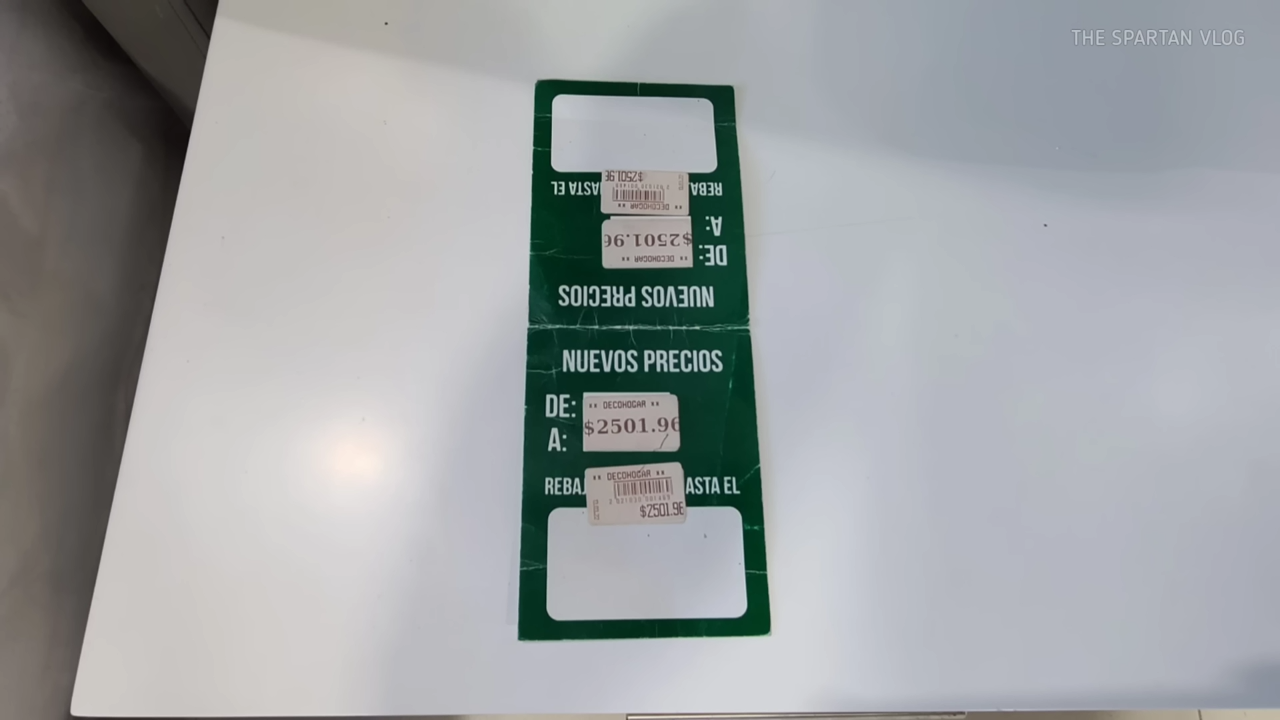 THE SPARTAN VLOG
$2501.96
** DECOHOGAR **
REBA ASTA EL
A:
$2501.96
DE:
** DECOHOGAR **
NUEVOS PRECIOS
NUEVOS PRECIOS
DE:
** DECOHOGAR **
$2501.96
A:
** DECOHOGAR **
REBAJ ASTA EL
$2501.96